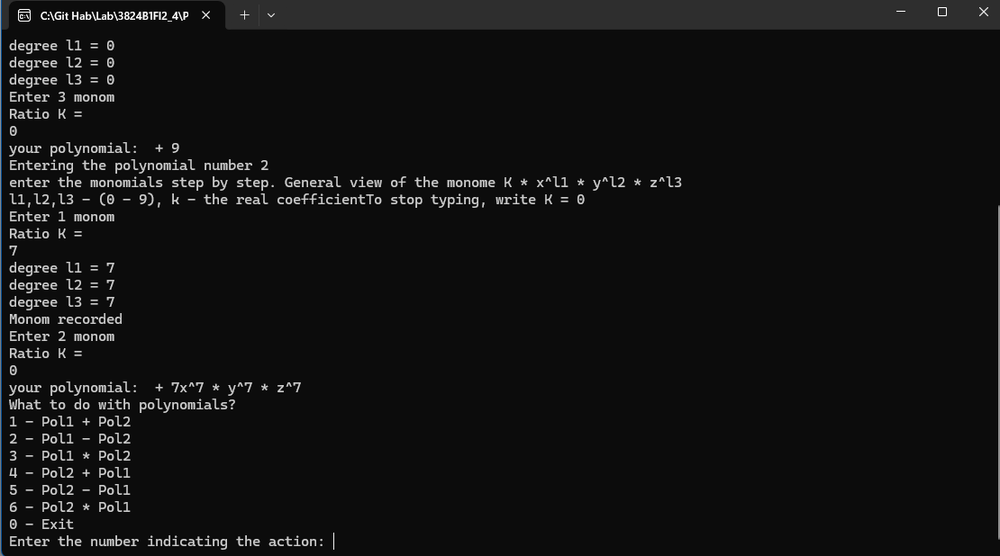 C:\Git Hab\Lab\3824B1FI2_4\P
degree l1 = 0
degree l2 = 0
degree l3 = 0
Enter 3 monom
Ratio K =
0
your polynomial:  + 9
Entering the polynomial number 2
enter the monomials step by step. General view of the monome K * x^l1 * y^l2 * z^l3
l1,l2,l3 - (0 - 9), k - the real coefficientTo stop typing, write K = 0
Enter 1 monom
Ratio K =
7
degree l1 = 7
degree l2 = 7
degree l3 = 7
Monom recorded
Enter 2 monom
Ratio K =
0
your polynomial:  + 7x^7 * y^7 * z^7
What to do with polynomials?
1 - Pol1 + Pol2
2 - Pol1 - Pol2
3 - Pol1 * Pol2
4 - Pol2 + Pol1
5 - Pol2 - Pol1
6 - Pol2 * Pol1
0 - Exit
Enter the number indicating the action: